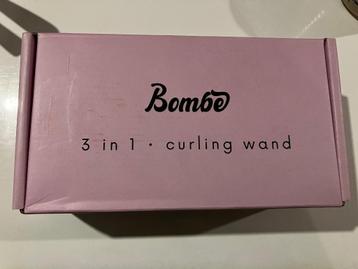 Bombe
3 in 1 · curling wand